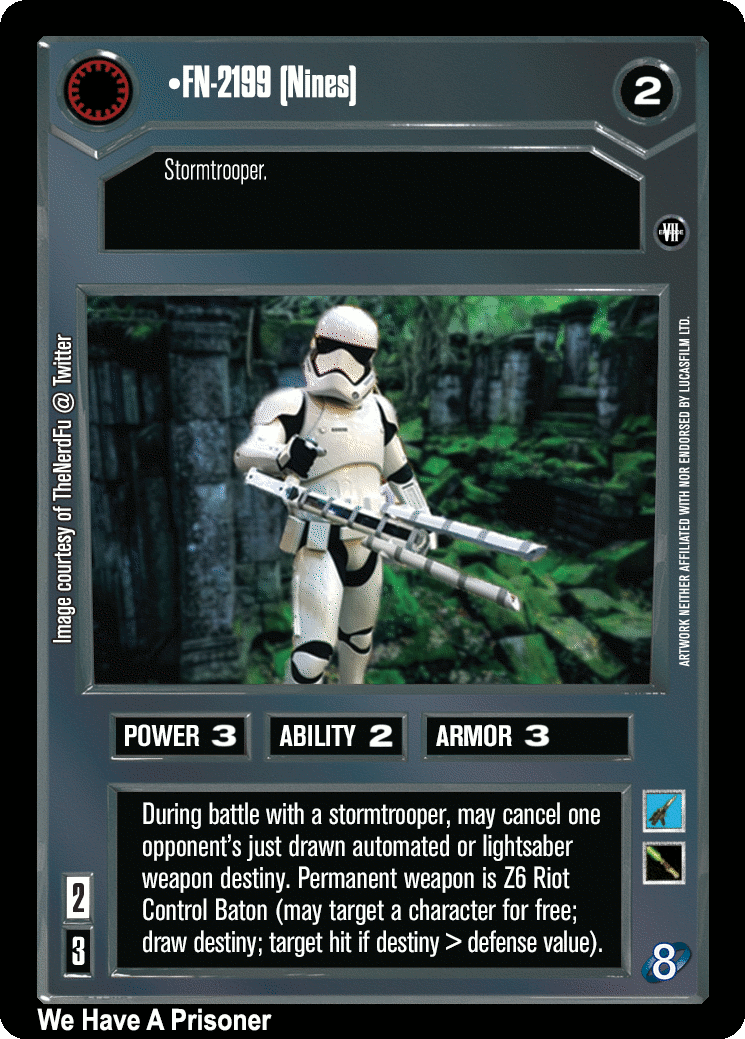 •FN-2199 (Nines)
2
Stormtrooper.
EPISODE
VII
Image courtesy of TheNerdFu @ Twitter
ARTWORK NEITHER AFFILIATED WITH NOR ENDORSED BY LUCASFILM LTD.
POWER 3
ABILITY 2
ARMOR 3
During battle with a stormtrooper, may cancel one
opponent's just drawn automated or lightsaber
weapon destiny. Permanent weapon is Z6 Riot
Control Baton (may target a character for free;
draw destiny; target hit if destiny > defense value).
2
3
8
We Have A Prisoner